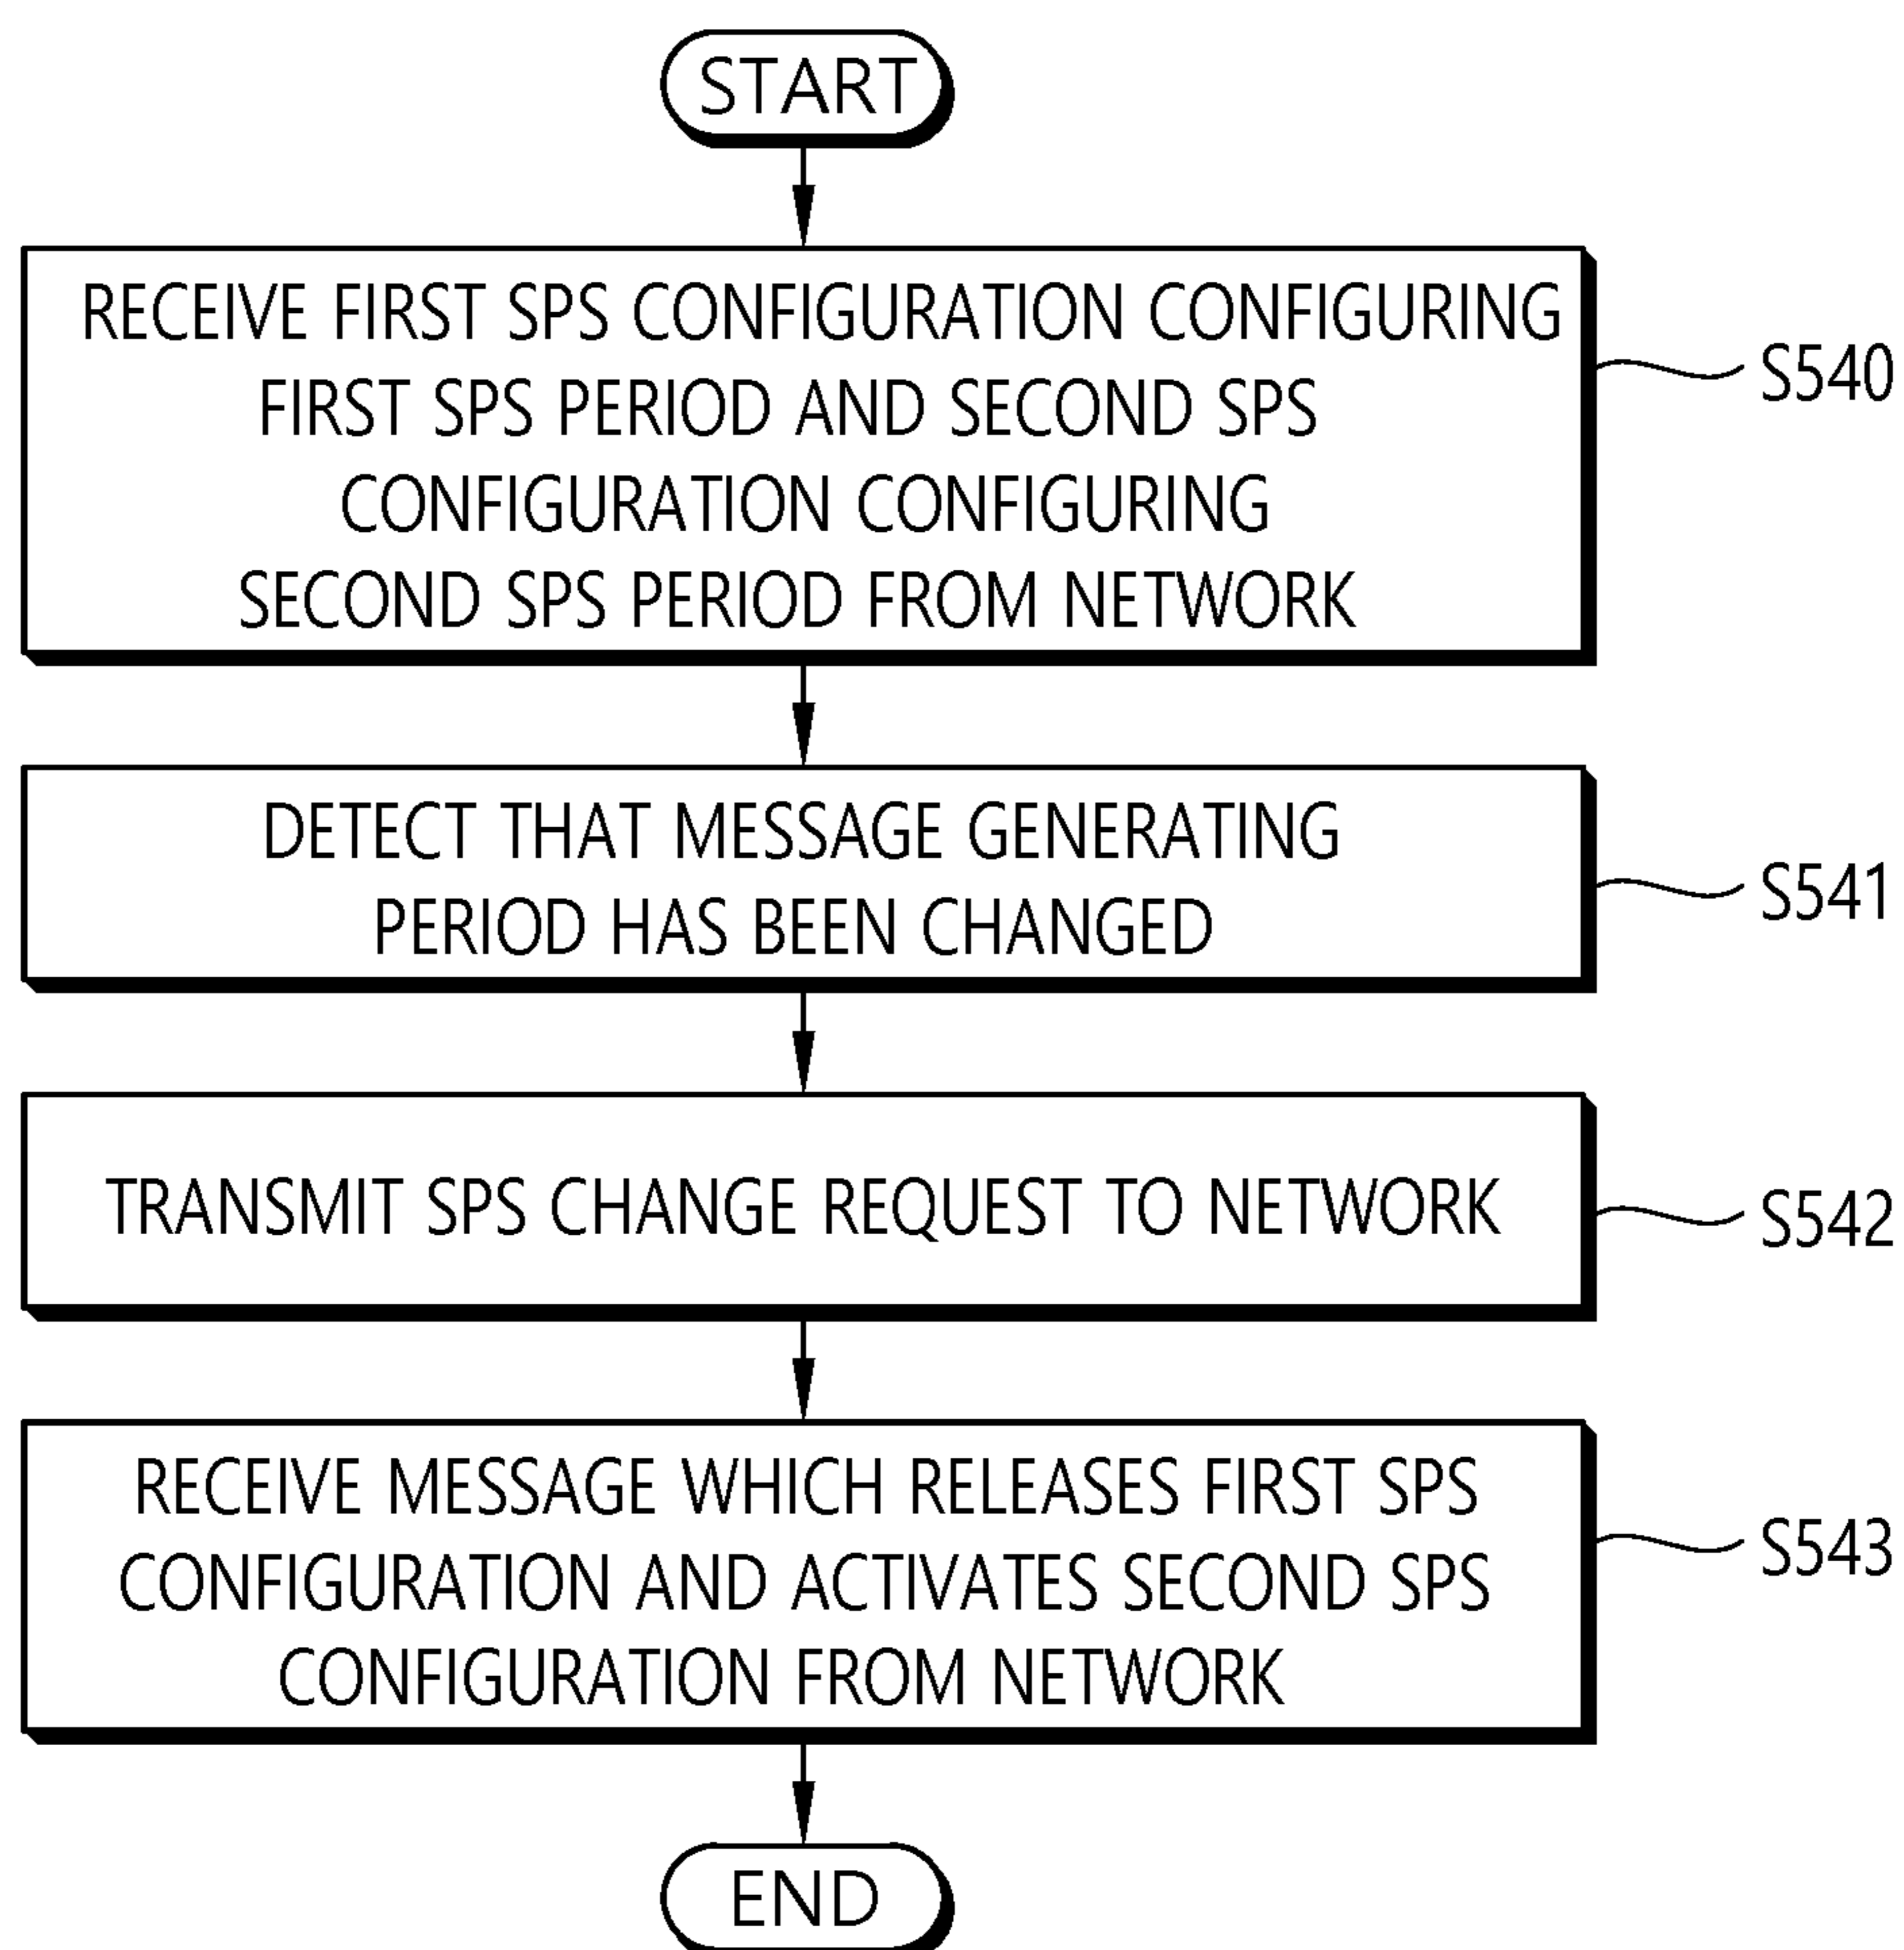 START
RECEIVE FIRST SPS CONFIGURATION CONFIGURING
FIRST SPS PERIOD AND SECOND SPS
CONFIGURATION CONFIGURING
SECOND SPS PERIOD FROM NETWORK
S540
DETECT THAT MESSAGE GENERATING
PERIOD HAS BEEN CHANGED
S541
TRANSMIT SPS CHANGE REQUEST TO NETWORK
S542
RECEIVE MESSAGE WHICH RELEASES FIRST SPS
CONFIGURATION AND ACTIVATES SECOND SPS
CONFIGURATION FROM NETWORK
S543
END